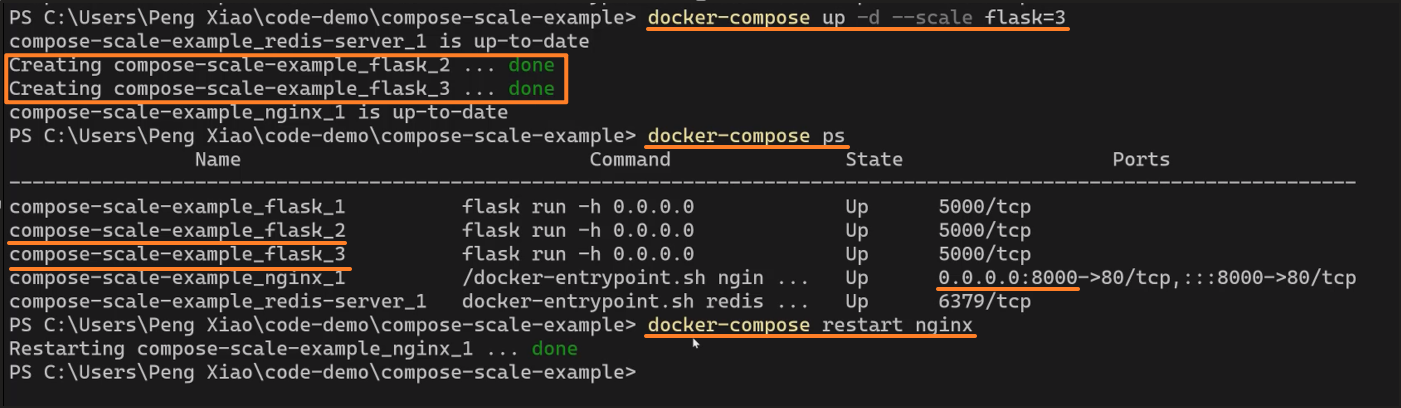 PS C:\Users\Peng Xiao\code-demo\compose-scale-example> docker-compose up -d --scale flask=3
compose-scale-example_redis-server_1 is up-to-date
Creating compose-scale-example_flask_2 ... done
Creating compose-scale-example_flask_3 ... done
compose-scale-example_nginx_1 is up-to-date
PS C:\Users\Peng Xiao\code-demo\compose-scale-example> docker-compose ps
Name Command State Ports
--------------------------------------------------------------------------------------------------------------------
compose-scale-example_flask_1 flask run -h 0.0.0.0 Up 5000/tcp
compose-scale-example_flask_2 flask run -h 0.0.0.0 Up 5000/tcp
compose-scale-example_flask_3 flask run -h 0.0.0.0 Up 5000/tcp
compose-scale-example_nginx_1 /docker-entrypoint.sh ngin ... Up 0.0.0.0:8000->80/tcp,:::8000->80/tcp
compose-scale-example_redis-server_1 docker-entrypoint.sh redis ... Up 6379/tcp
PS C:\Users\Peng Xiao\code-demo\compose-scale-example> docker-compose restart nginx
Restarting compose-scale-example_nginx_1 ... done
PS C:\Users\Peng Xiao\code-demo\compose-scale-example>